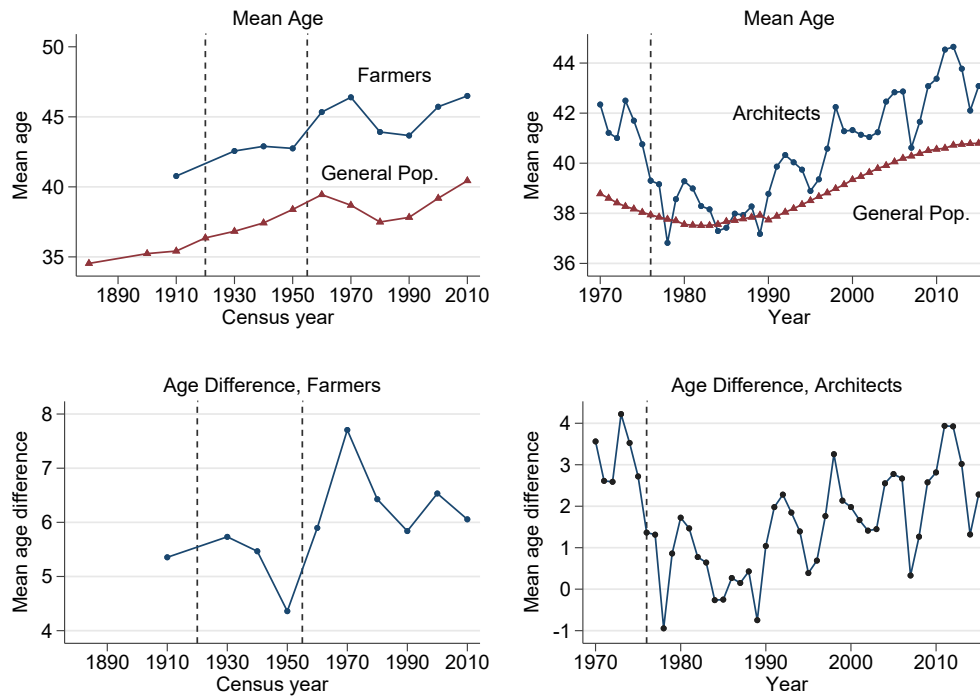 Mean Age
50
45
40
35
Mean age
Farmers
General Pop.
1890 1910 1930 1950 1970 1990 2010
Census year
Mean Age
44
42
40
38
36
Mean age
Architects
General Pop.
1970 1980 1990 2000 2010
Year
Age Difference, Farmers
8
7
6
5
4
Mean age difference
1890 1910 1930 1950 1970 1990 2010
Census year
Age Difference, Architects
4
3
2
1
0
-1
Mean age difference
1970 1980 1990 2000 2010
Year